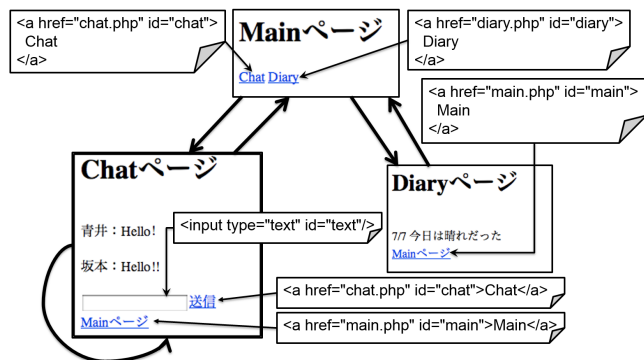 <a href="chat.php" id="chat">
Chat
</a>
Mainページ
Chat Diary
<a href="diary.php" id="diary">
Diary
</a>
<a href="main.php" id="main">
Main
</a>
Chatページ
青井：Hello!
坂本：Hello!!
<input type="text" id="text"/>
送信
Mainページ
Diaryページ
7/7 今日は晴れだった
Mainページ
<a href="chat.php" id="chat">Chat</a>
<a href="main.php" id="main">Main</a>